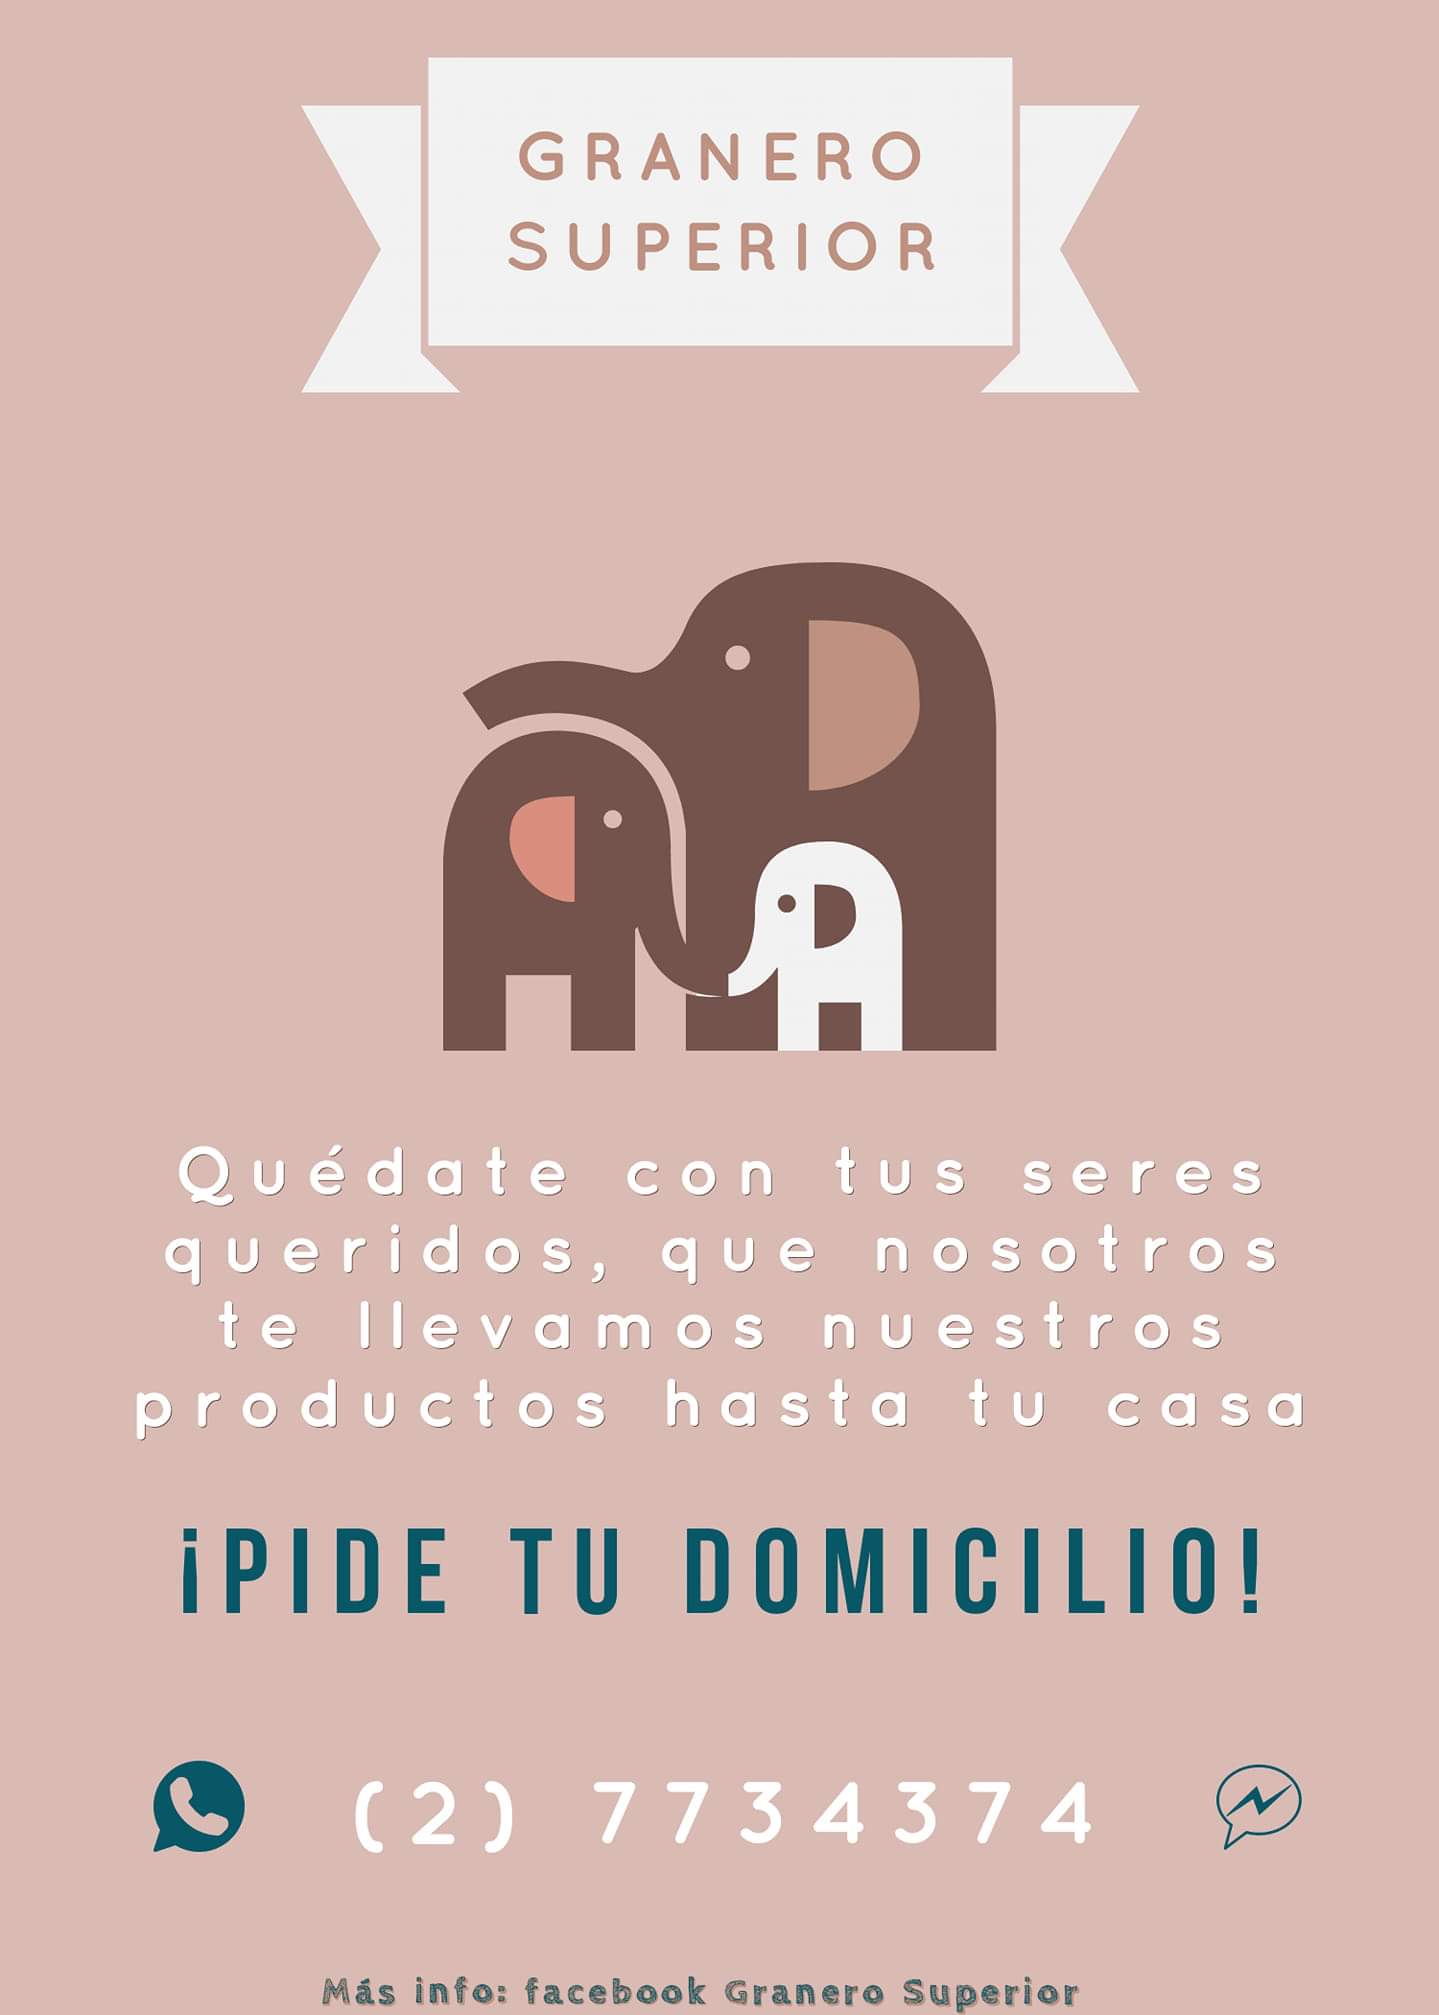 GRANERO
SUPERIOR
Quédate con tus seres
queridos, que nosotros
te llevamos nuestros
productos hasta tu casa
¡PIDE TU DOMICILIO!
(2) 7734374
Más info: facebook Granero Superior